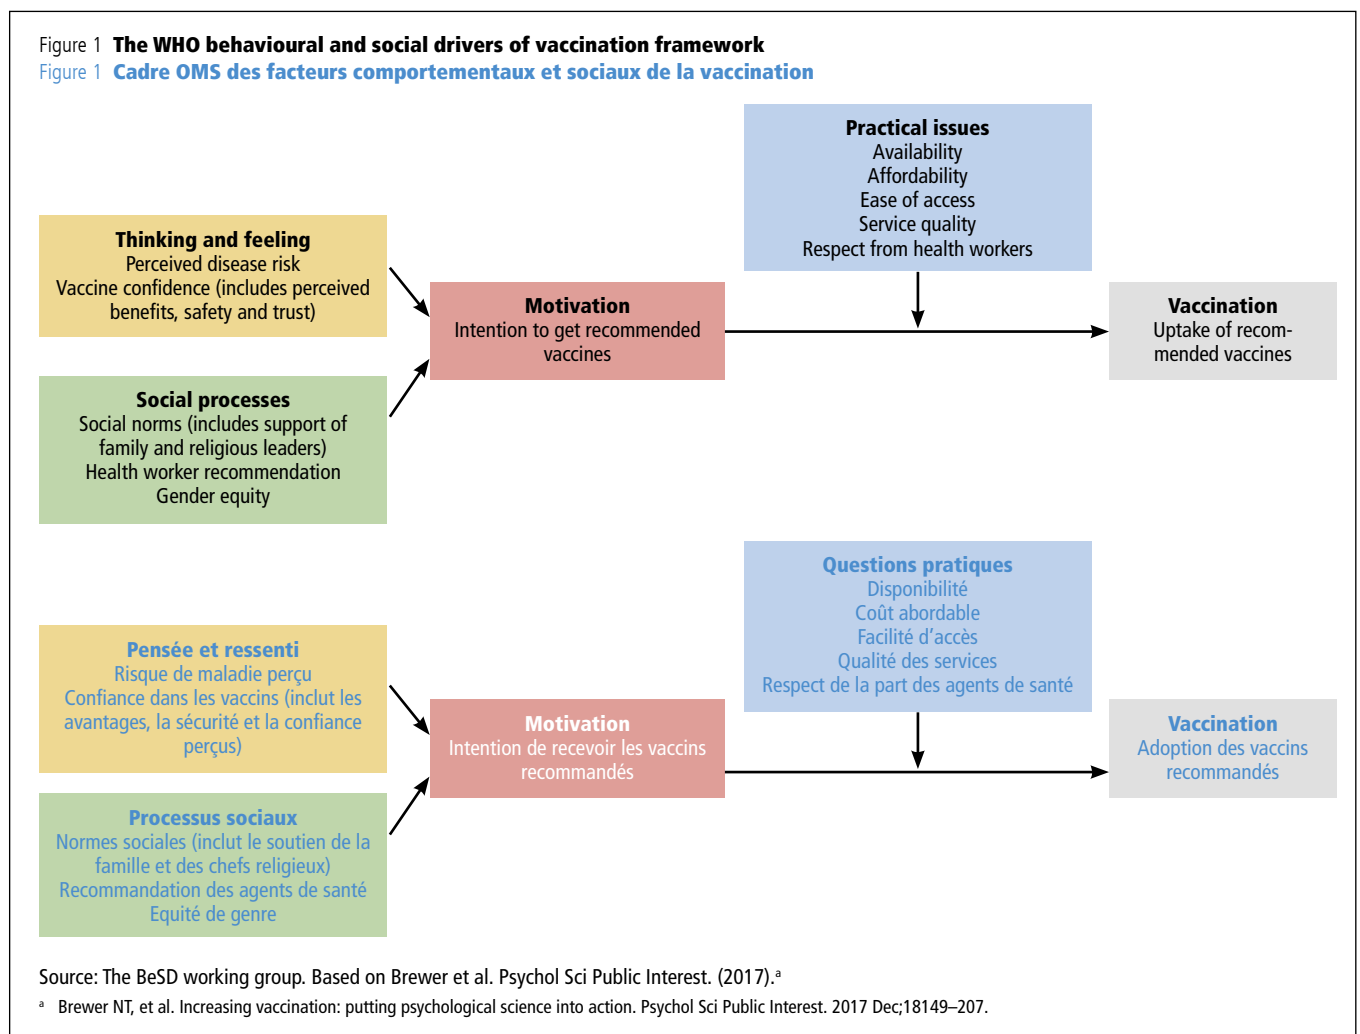 Figure 1 The WHO behavioural and social drivers of vaccination framework
Figure 1 Cadre OMS des facteurs comportementaux et sociaux de la vaccination
Practical issues
Availability
Affordability
Ease of access
Service quality
Respect from health workers
Thinking and feeling
Perceived disease risk
Vaccine confidence (includes perceived
benefits, safety and trust)
Motivation
Intention to get recommended
vaccines
Vaccination
Uptake of recom-
mended vaccines
Social processes
Social norms (includes support of
family and religious leaders)
Health worker recommendation
Gender equity
Questions pratiques
Disponibilité
Coût abordable
Facilité d'accès
Qualité des services
Respect de la part des agents de santé
Pensée et ressenti
Risque de maladie perçu
Confiance dans les vaccins (inclut les
avantages, la sécurité et la confiance
perçus)
Motivation
Intention de recevoir les vaccins
recommandés
Vaccination
Adoption des vaccins
recommandés
Processus sociaux
Normes sociales (inclut le soutien de la
famille et des chefs religieux)
Recommandation des agents de santé
Equité de genre
Source: The BeSD working group. Based on Brewer et al. Psychol Sci Public Interest. (2017).a
a Brewer NT, et al. Increasing vaccination: putting psychological science into action. Psychol Sci Public Interest. 2017 Dec;18149–207.